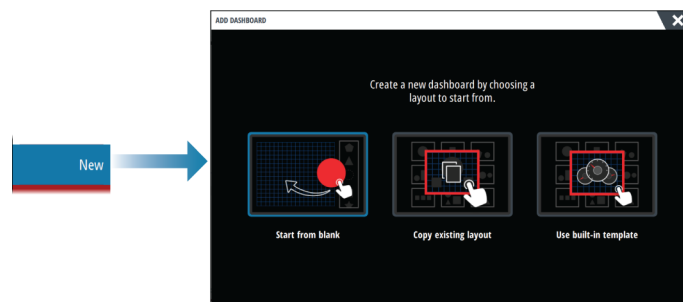 ADD DASHBOARD
Create a new dashboard by choosing a
layout to start from.
New
Start from blank
Copy existing layout
Use built-in template